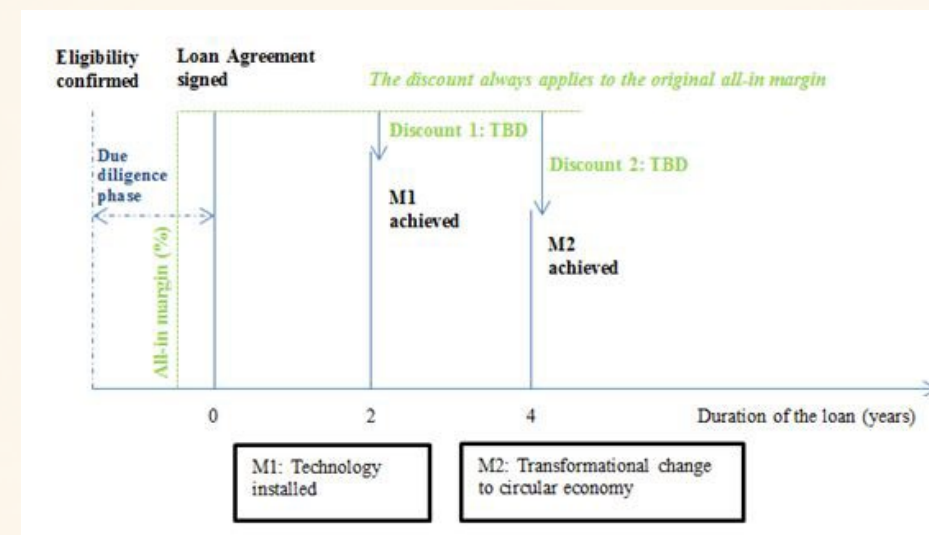 Eligibility
confirmed
Loan Agreement
signed
The discount always applies to the original all-in margin
Due
diligence
phase
Discount 1: TBD
Discount 2: TBD
M1
achieved
M2
achieved
All-in margin (%)
0
2
4
Duration of the loan (years)
M1: Technology
installed
M2: Transformational change
to circular economy